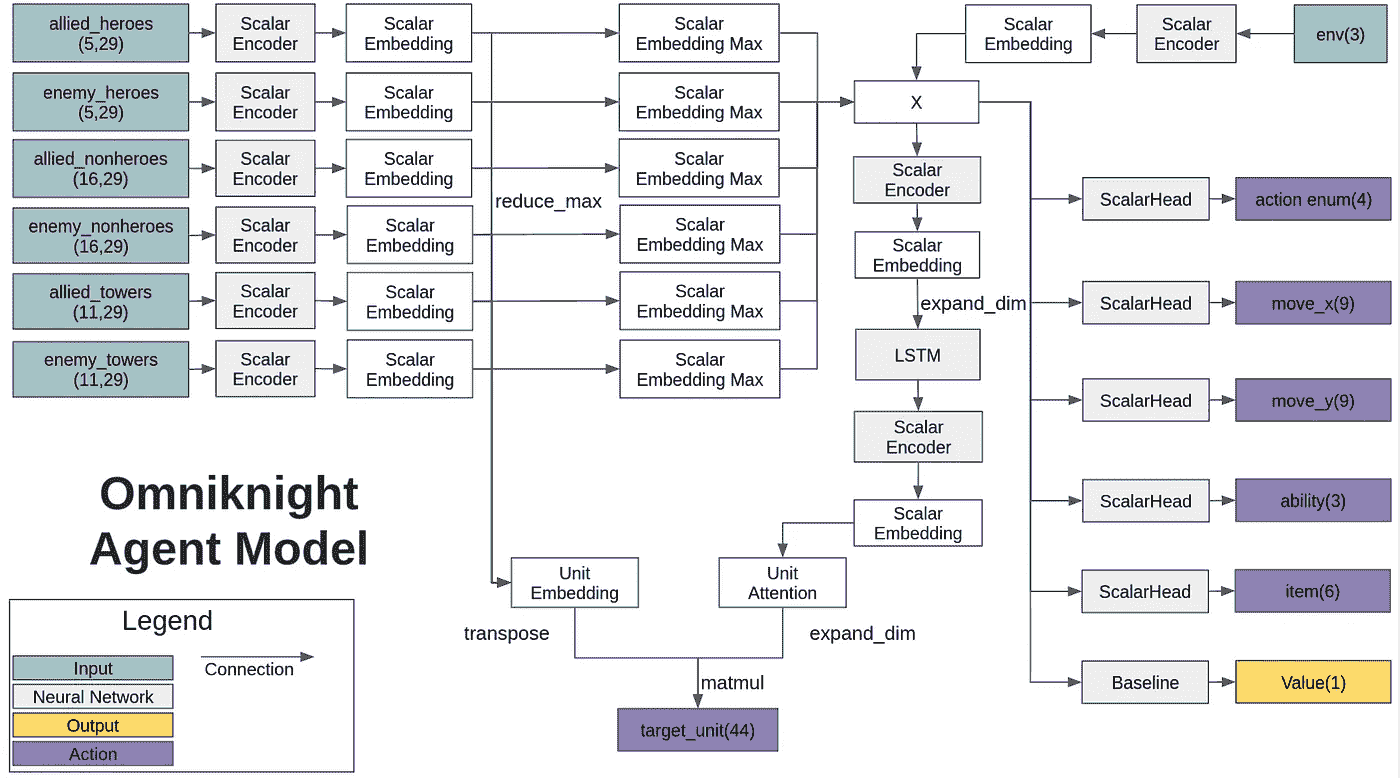 allied_heroes
(5,29)
Scalar
Encoder
Scalar
Embedding
Scalar
Embedding Max
Scalar
Embedding
Scalar
Encoder
env(3)
enemy_heroes
(5,29)
Scalar
Encoder
Scalar
Embedding
Scalar
Embedding Max
X
allied_nonheroes
(16,29)
Scalar
Encoder
Scalar
Embedding
Scalar
Embedding Max
Scalar
Encoder
reduce_max
ScalarHead
action enum(4)
enemy_nonheroes
(16,29)
Scalar
Encoder
Scalar
Embedding
Scalar
Embedding Max
Scalar
Embedding
allied_towers
(11,29)
Scalar
Encoder
Scalar
Embedding
Scalar
Embedding Max
expand_dim
ScalarHead
move_x(9)
enemy_towers
(11,29)
Scalar
Encoder
Scalar
Embedding
Scalar
Embedding Max
LSTM
ScalarHead
move_y(9)
Scalar
Encoder
Omniknight
Agent Model
ScalarHead
ability(3)
Scalar
Embedding
Unit
Embedding
Unit
Attention
ScalarHead
item(6)
transpose
expand_dim
matmul
Baseline
Value(1)
target_unit(44)
Legend
Input
Connection
Neural Network
Output
Action